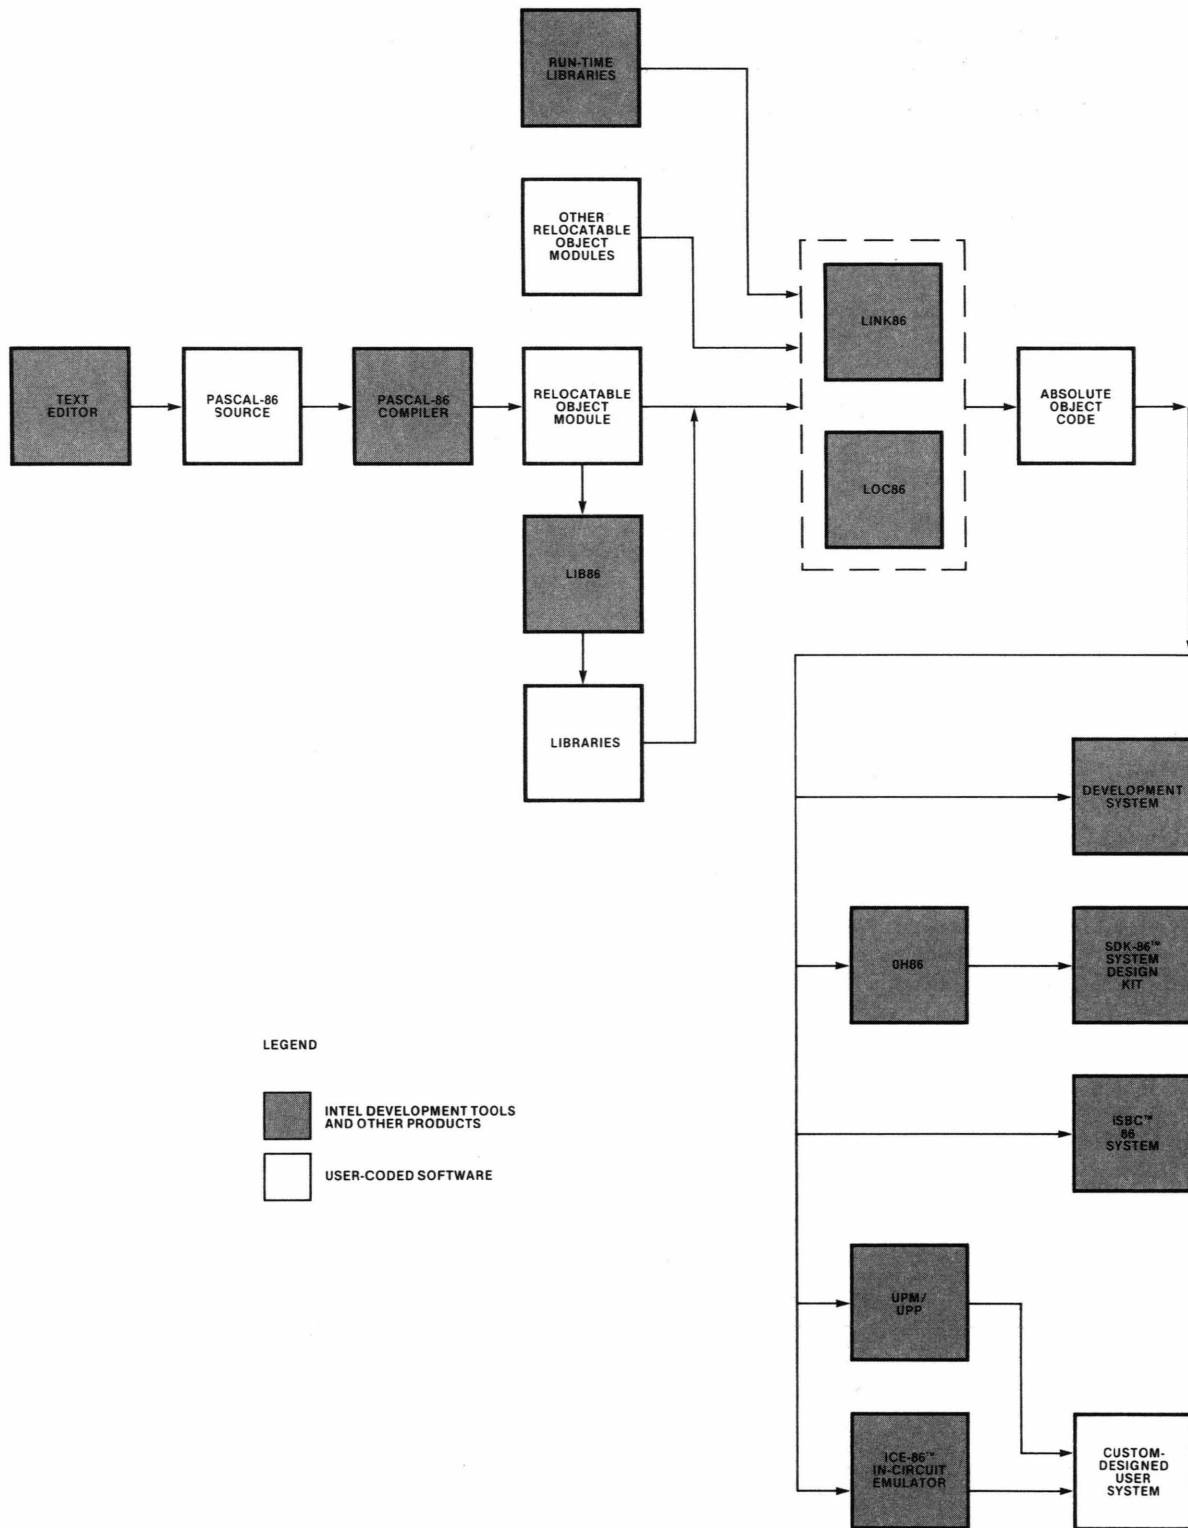 RUN-TIME
LIBRARIES
OTHER
RELOCATABLE
OBJECT
MODULES
LINK86
TEXT
EDITOR
PASCAL-86
SOURCE
PASCAL-86
COMPILER
RELOCATABLE
OBJECT
MODULE
ABSOLUTE
OBJECT
CODE
LOC86
LIB86
LIBRARIES
DEVELOPMENT
SYSTEM
0H86
SDK-86™
SYSTEM
DESIGN
KIT
LEGEND
INTEL DEVELOPMENT TOOLS
AND OTHER PRODUCTS
USER-CODED SOFTWARE
iSBC™
86
SYSTEM
UPM/
UPP
ICE-86™
IN-CIRCUIT
EMULATOR
CUSTOM-
DESIGNED
USER
SYSTEM